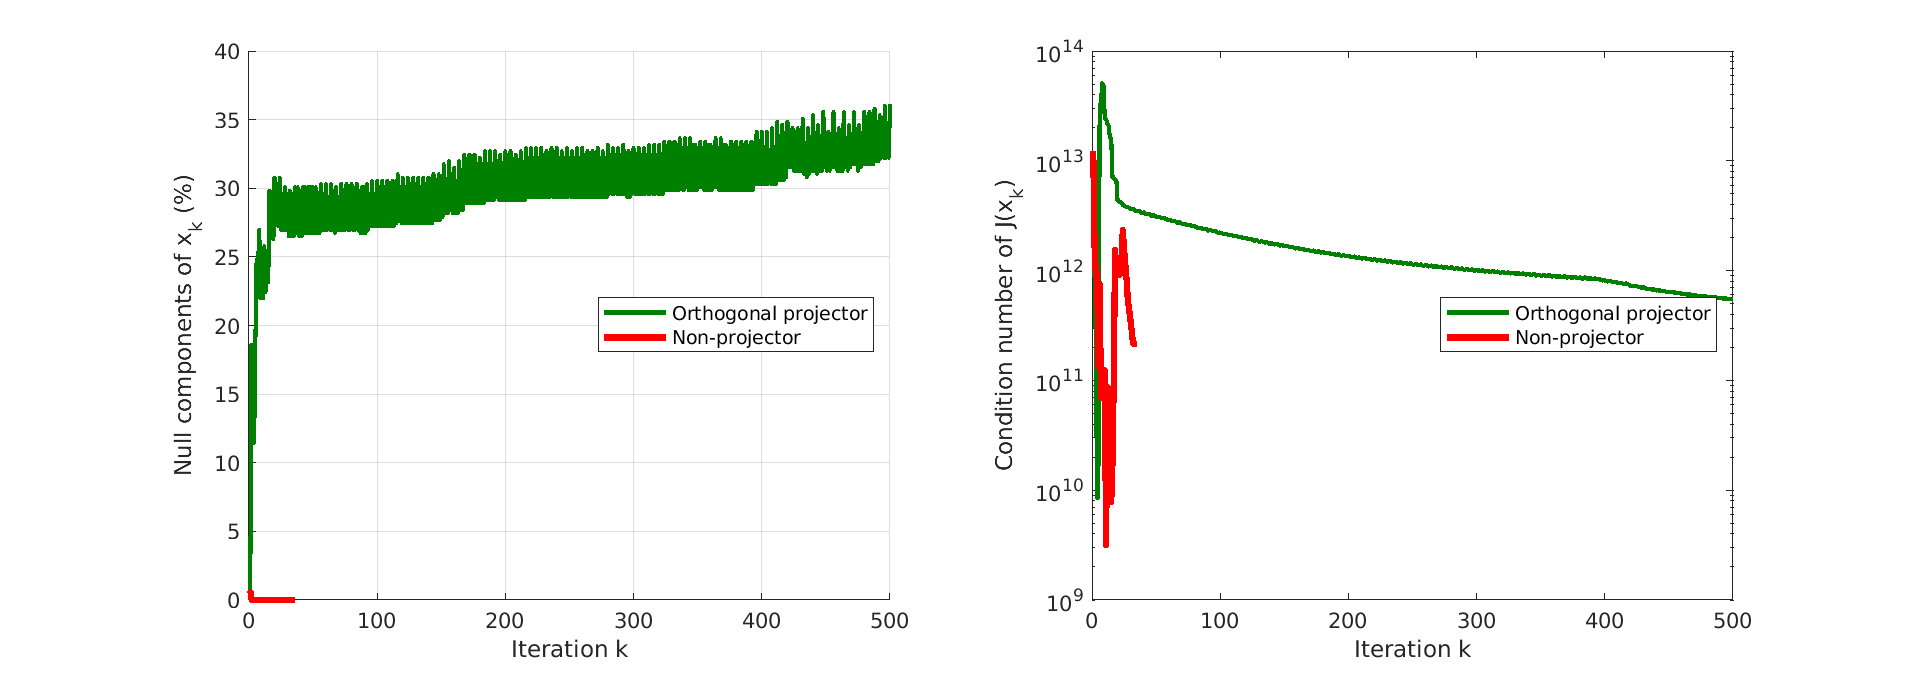 40
35
30
25
20
15
10
5
0
Null components of x_k (%)
0 100 200 300 400 500
Iteration k
Orthogonal projector
Non-projector
10^14
10^13
10^12
10^11
10^10
10^9
Condition number of J(x_k)
0 100 200 300 400 500
Iteration k
Orthogonal projector
Non-projector